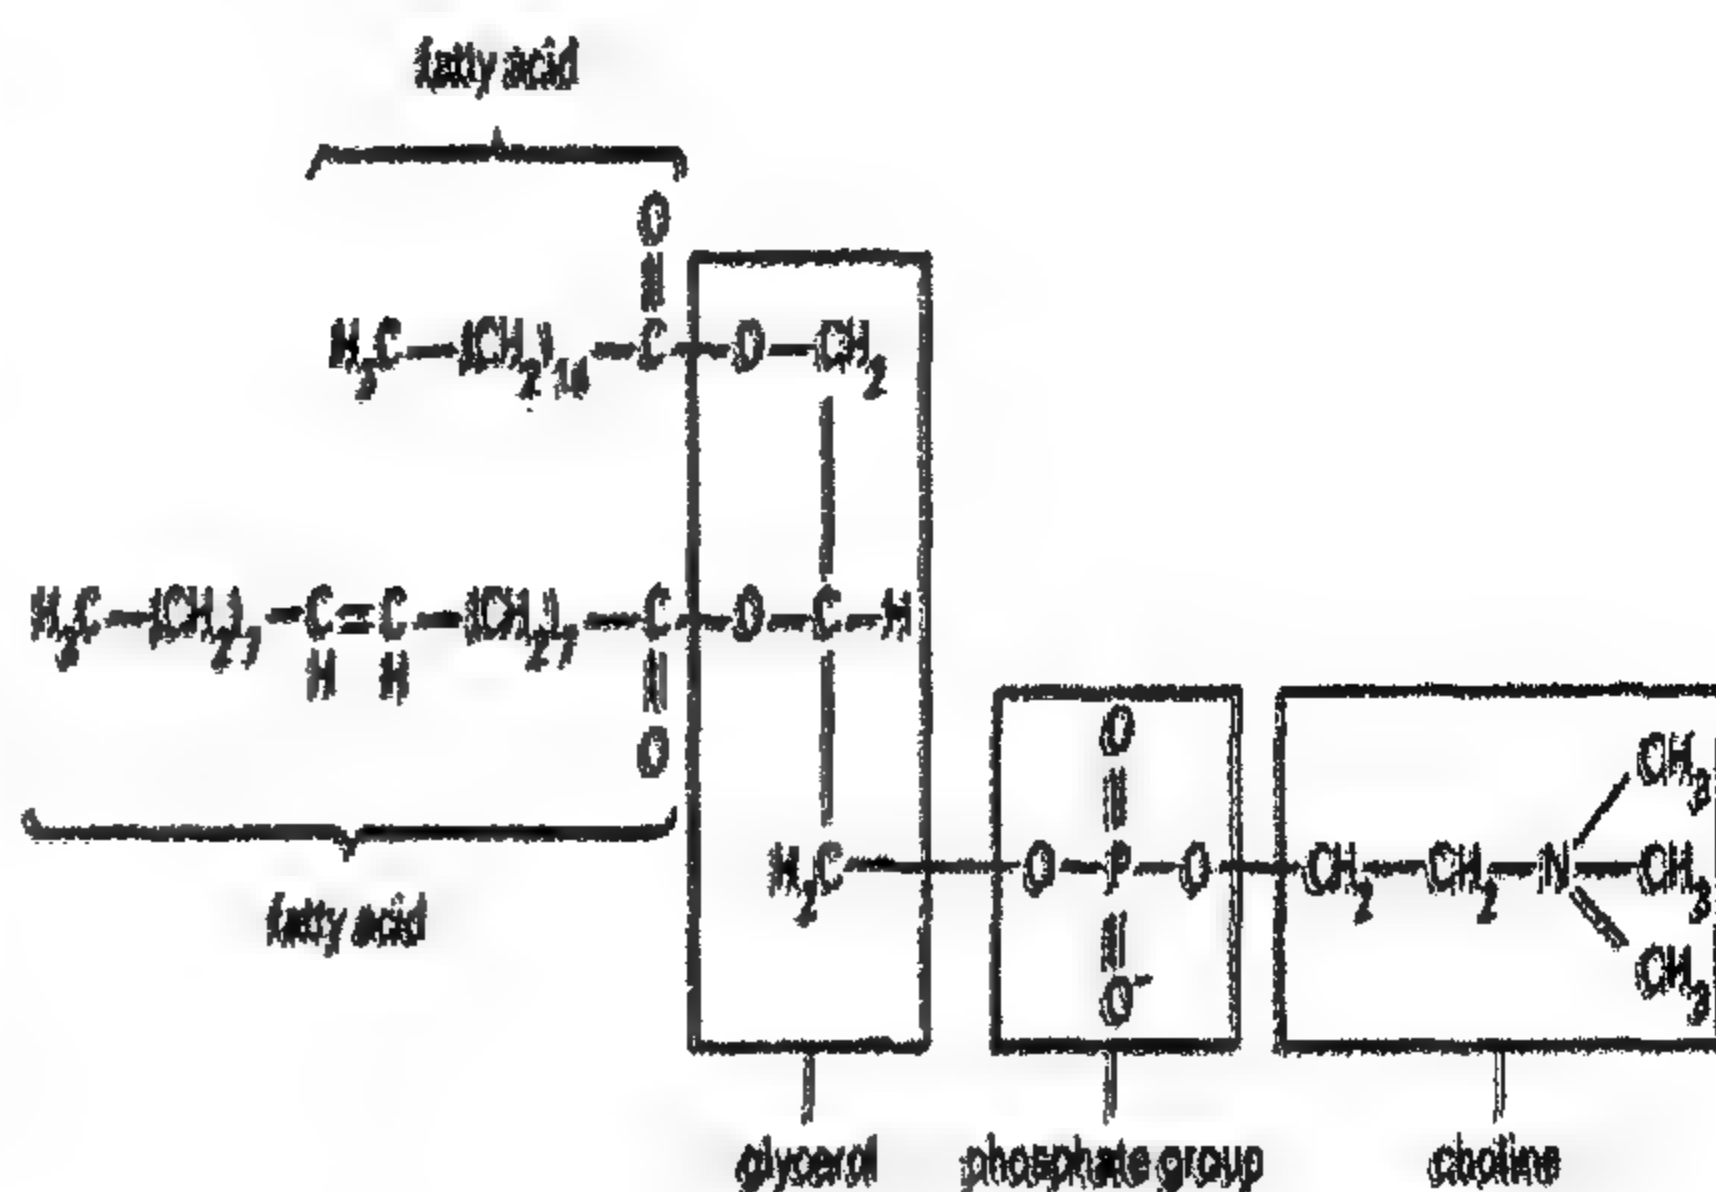 fatty acid
O
H3C—(CH2)14—C—O—CH2
H3C—(CH2)7—C=C—(CH2)7—C—O—C—H
H H
O
fatty acid
O
CH3
H2C—O—P—O—CH2—CH2—N—CH3
O-
CH3
glycerol
phosphate group
choline